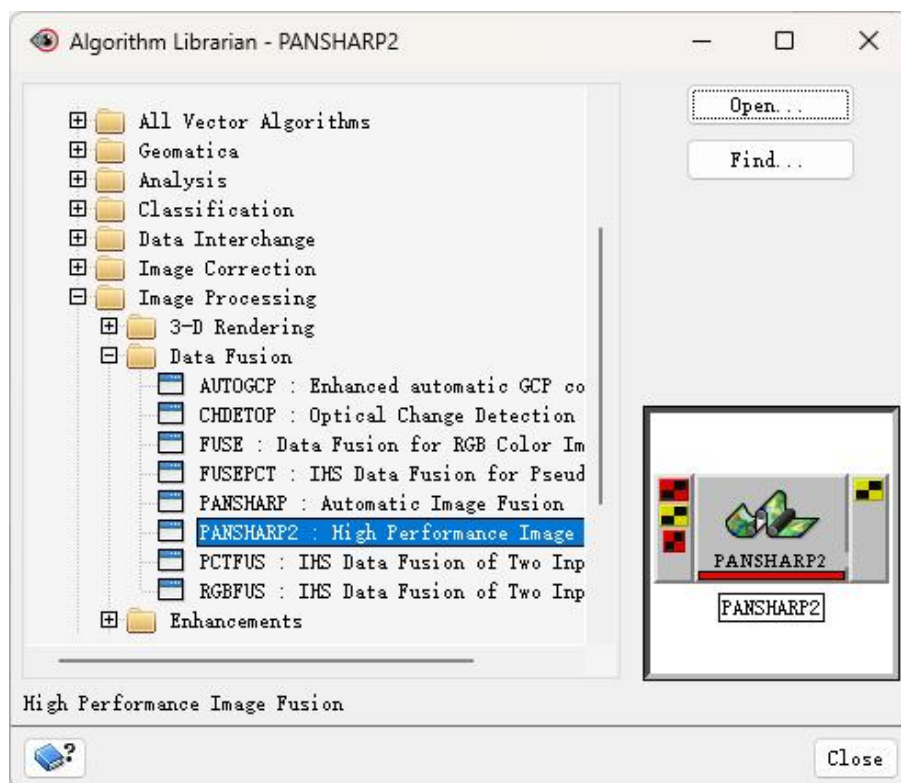 Algorithm Librarian - PANSHARP2
Open...
Find...
All Vector Algorithms
Geomatica
Analysis
Classification
Data Interchange
Image Correction
Image Processing
3-D Rendering
Data Fusion
AUTOGCP : Enhanced automatic GCP co
CHDETOP : Optical Change Detection
FUSE : Data Fusion for RGB Color Im
FUSEPCT : IHS Data Fusion for Pseud
PANSHARP : Automatic Image Fusion
PANSHARP2 : High Performance Image
PCTFUS : IHS Data Fusion of Two Inp
RGBFUS : IHS Data Fusion of Two Inp
Enhancements
PANSHARP2
PANSHARP2
High Performance Image Fusion
?
Close